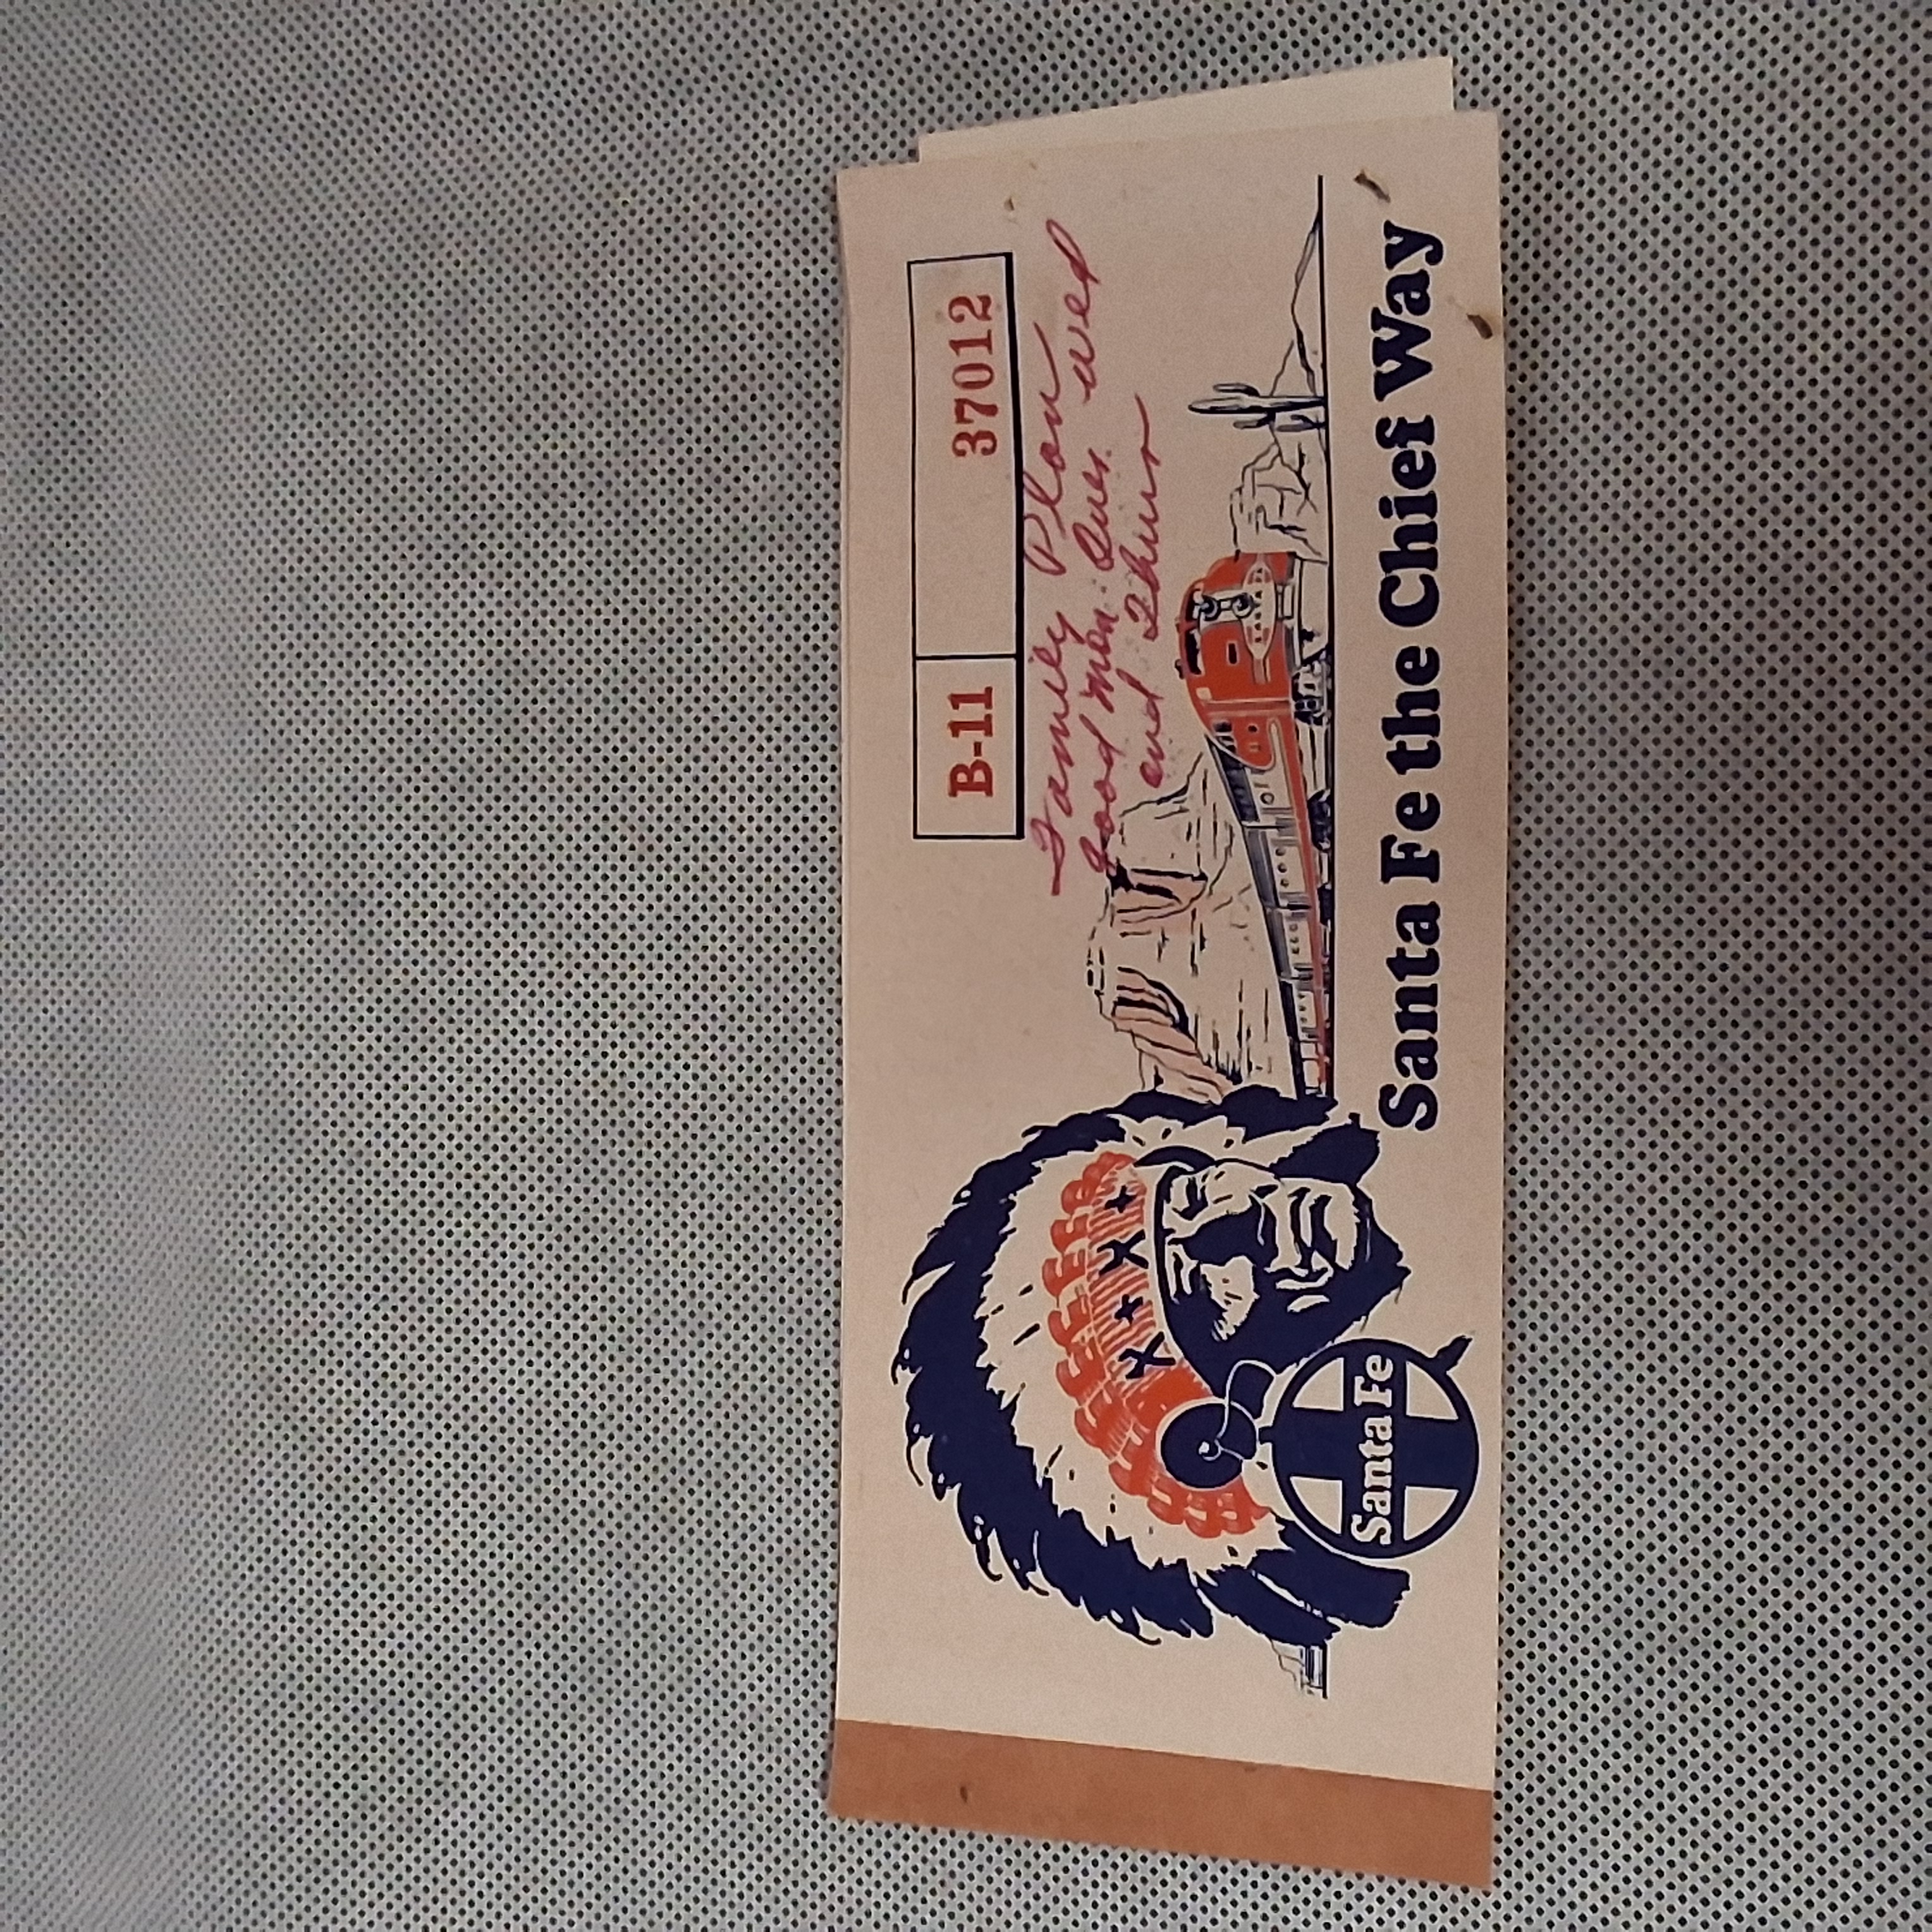 B-11 37012
Family Plan
Good Mon. Tues. Wed
and Thurs
Santa Fe the Chief Way
Santa Fe